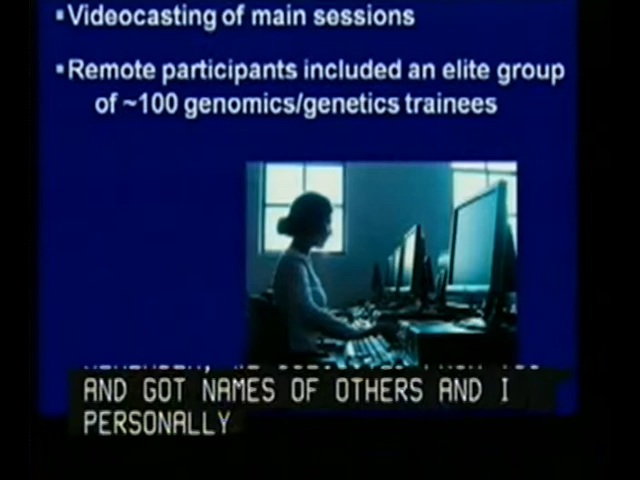 ▪Videocasting of main sessions
▪Remote participants included an elite group
of ~100 genomics/genetics trainees
AND GOT NAMES OF OTHERS AND I
PERSONALLY